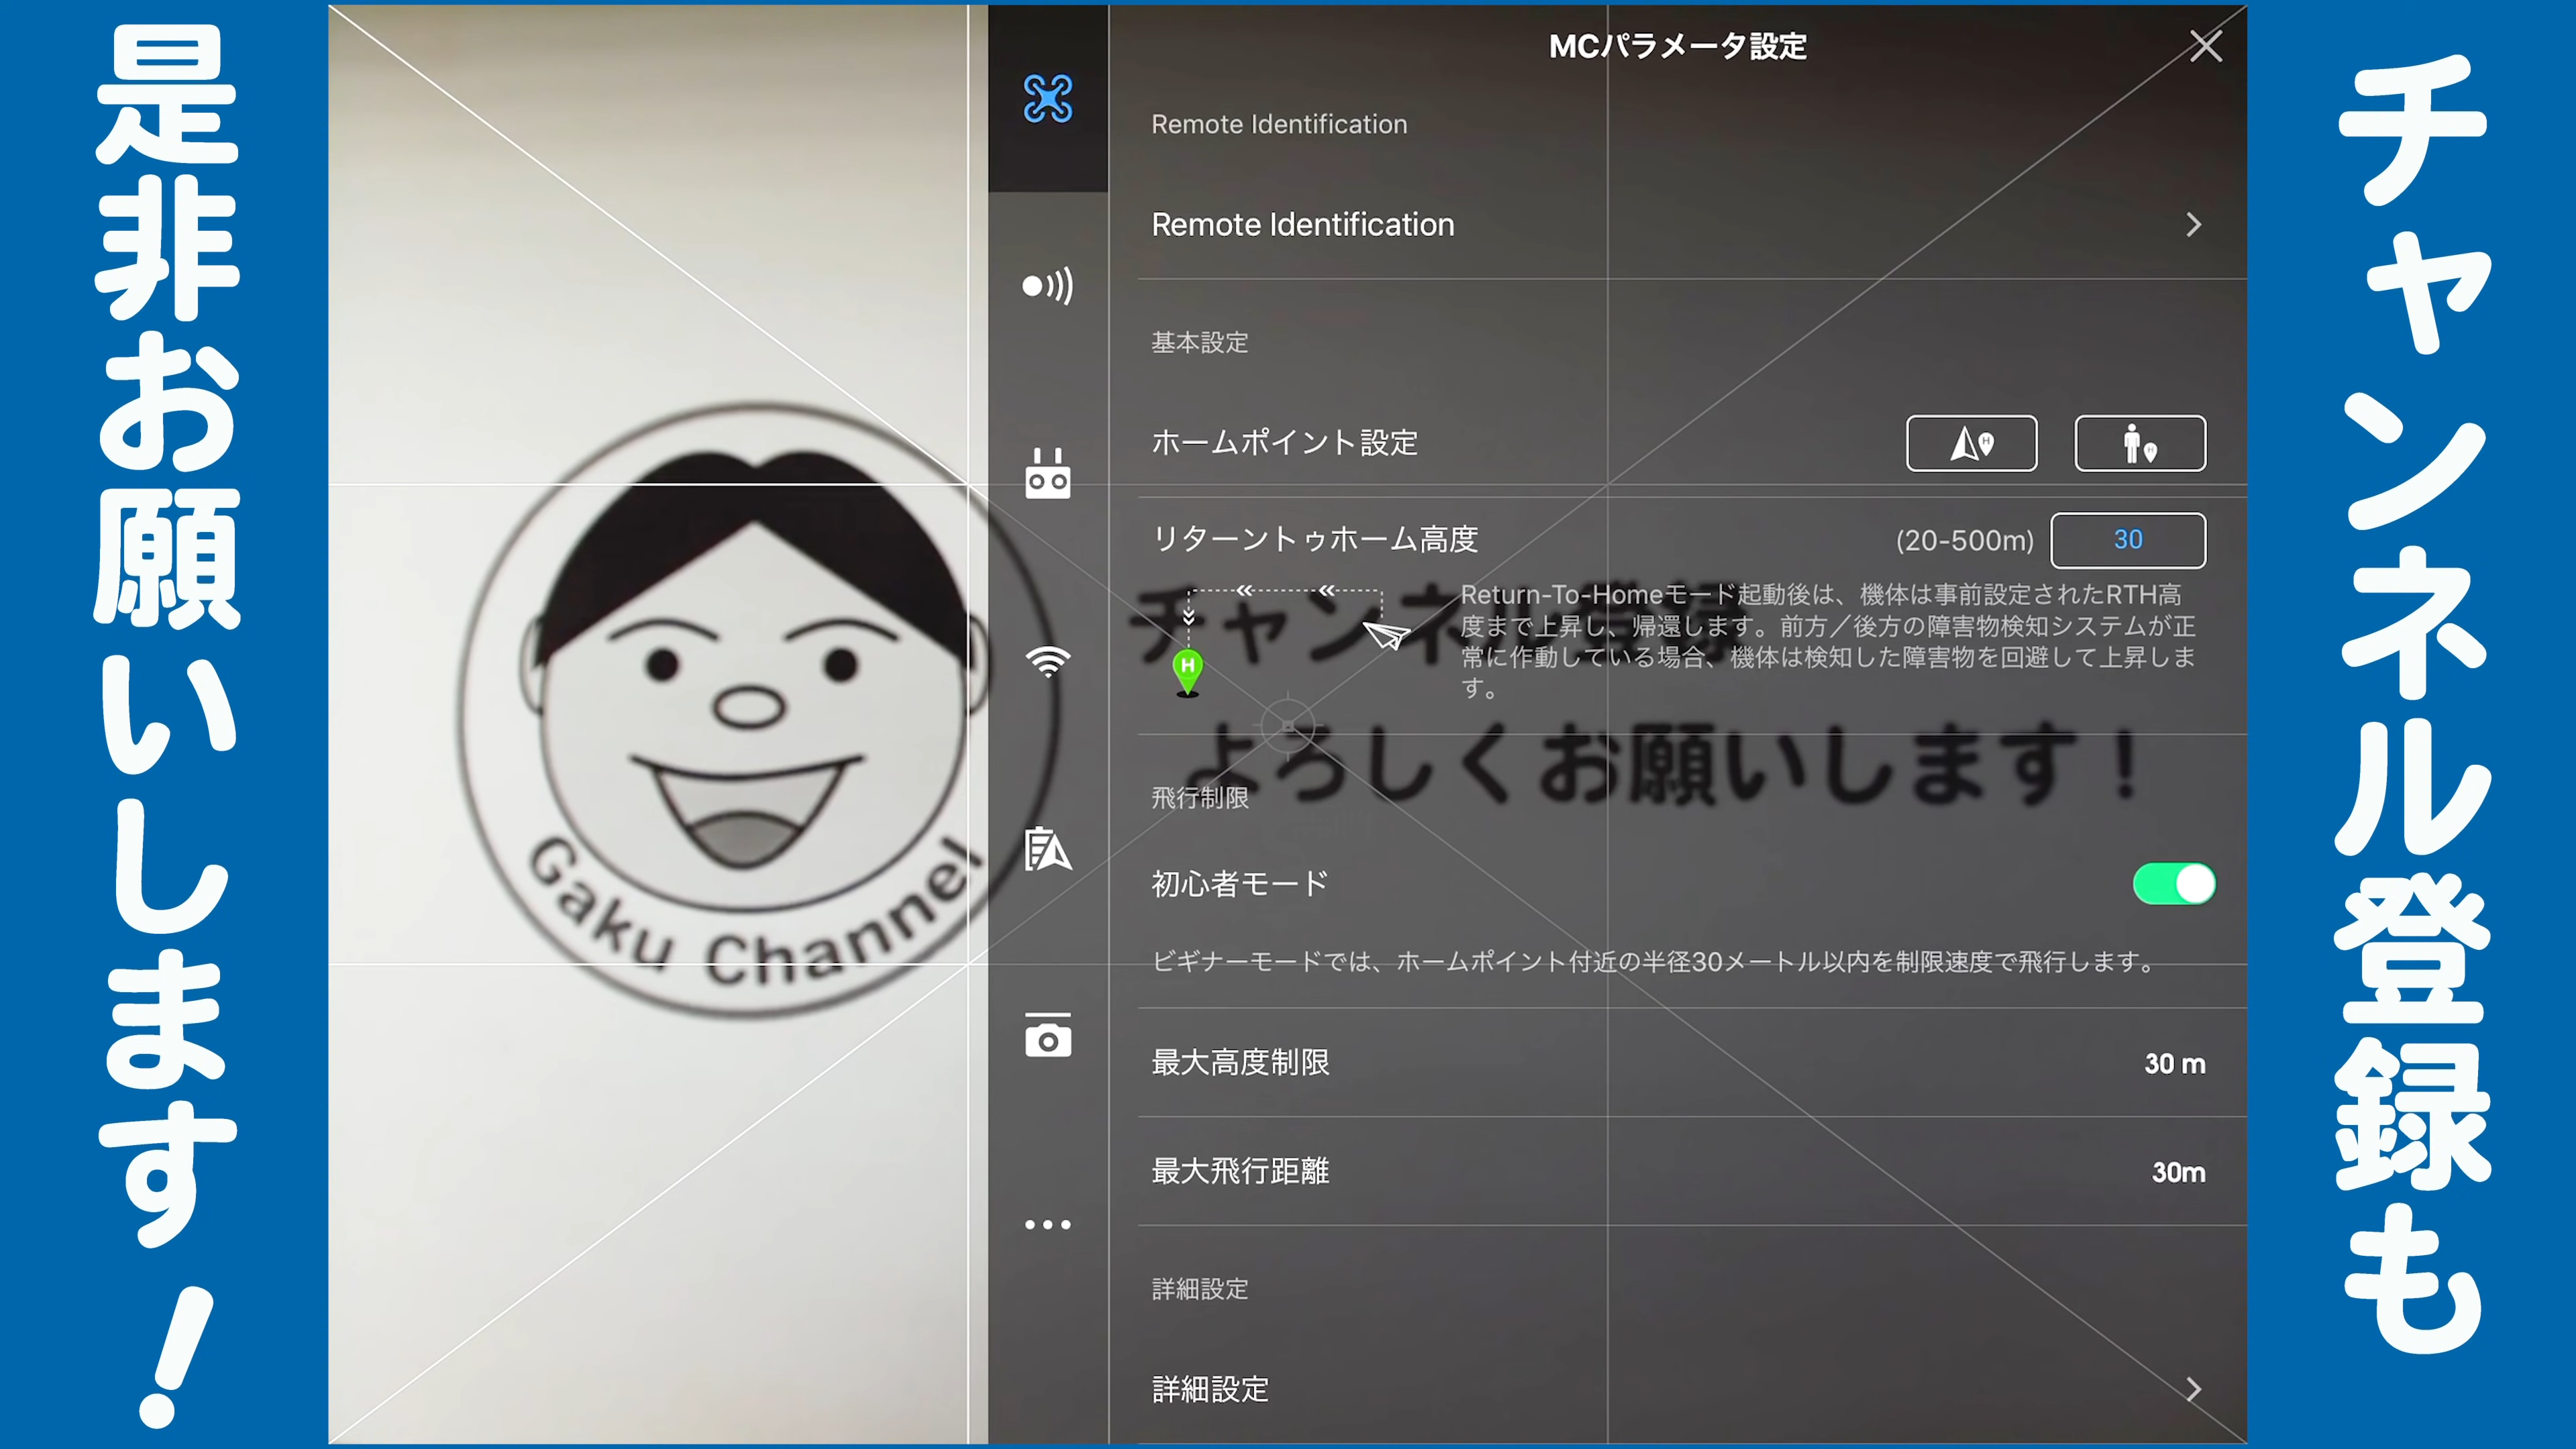 チャンネル登録も
是非お願いします！
MCパラメータ設定
Remote Identification
Remote Identification
基本設定
ホームポイント設定
リターントゥホーム高度
(20-500m)
30
H
Return-To-Homeモード起動後は、機体は事前設定されたRTH高
度まで上昇し、帰還します。前方／後方の障害物検知システムが正
常に作動している場合、機体は検知した障害物を回避して上昇しま
す。
チャンネル登録
よろしくお願いします！
飛行制限
初心者モード
ビギナーモードでは、ホームポイント付近の半径30メートル以内を制限速度で飛行します。
最大高度制限
30 m
最大飛行距離
30m
詳細設定
詳細設定
Gaku Channel